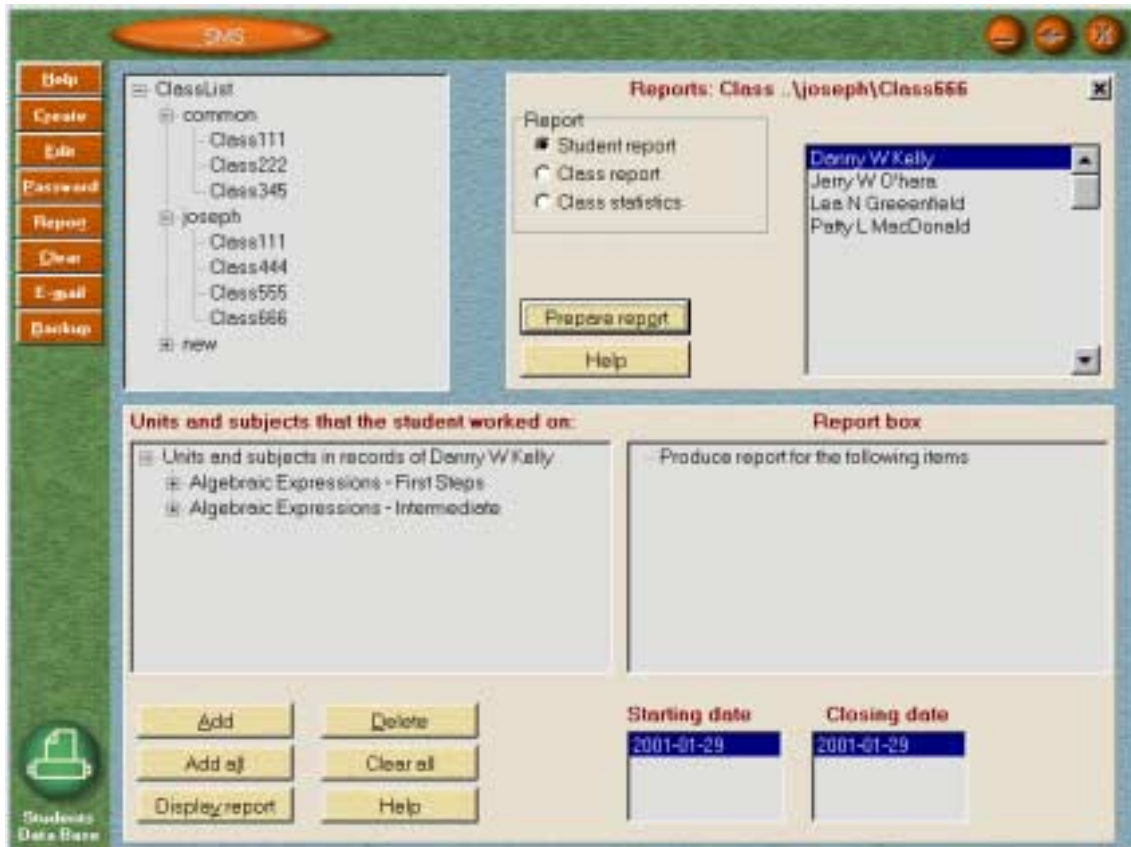 SMS
Help
Create
Edit
Password
Report
Clear
E-mail
Backup
ClassList
common
Class111
Class222
Class345
joseph
Class111
Class444
Class555
Class666
new
Reports: Class ..\joseph\Class666
Report
Student report
Class report
Class statistics
Prepare report
Help
Danny W Kelly
Jerry W O'hara
Lea N Greeenfield
Patty L MacDonald
Units and subjects that the student worked on:
Units and subjects in records of Danny W Kelly
Algebraic Expressions - First Steps
Algebraic Expressions - Intermediate
Report box
Produce report for the following items
Add
Delete
Add all
Clear all
Display report
Help
Starting date
2001-01-29
Closing date
2001-01-29
Students
Data Base